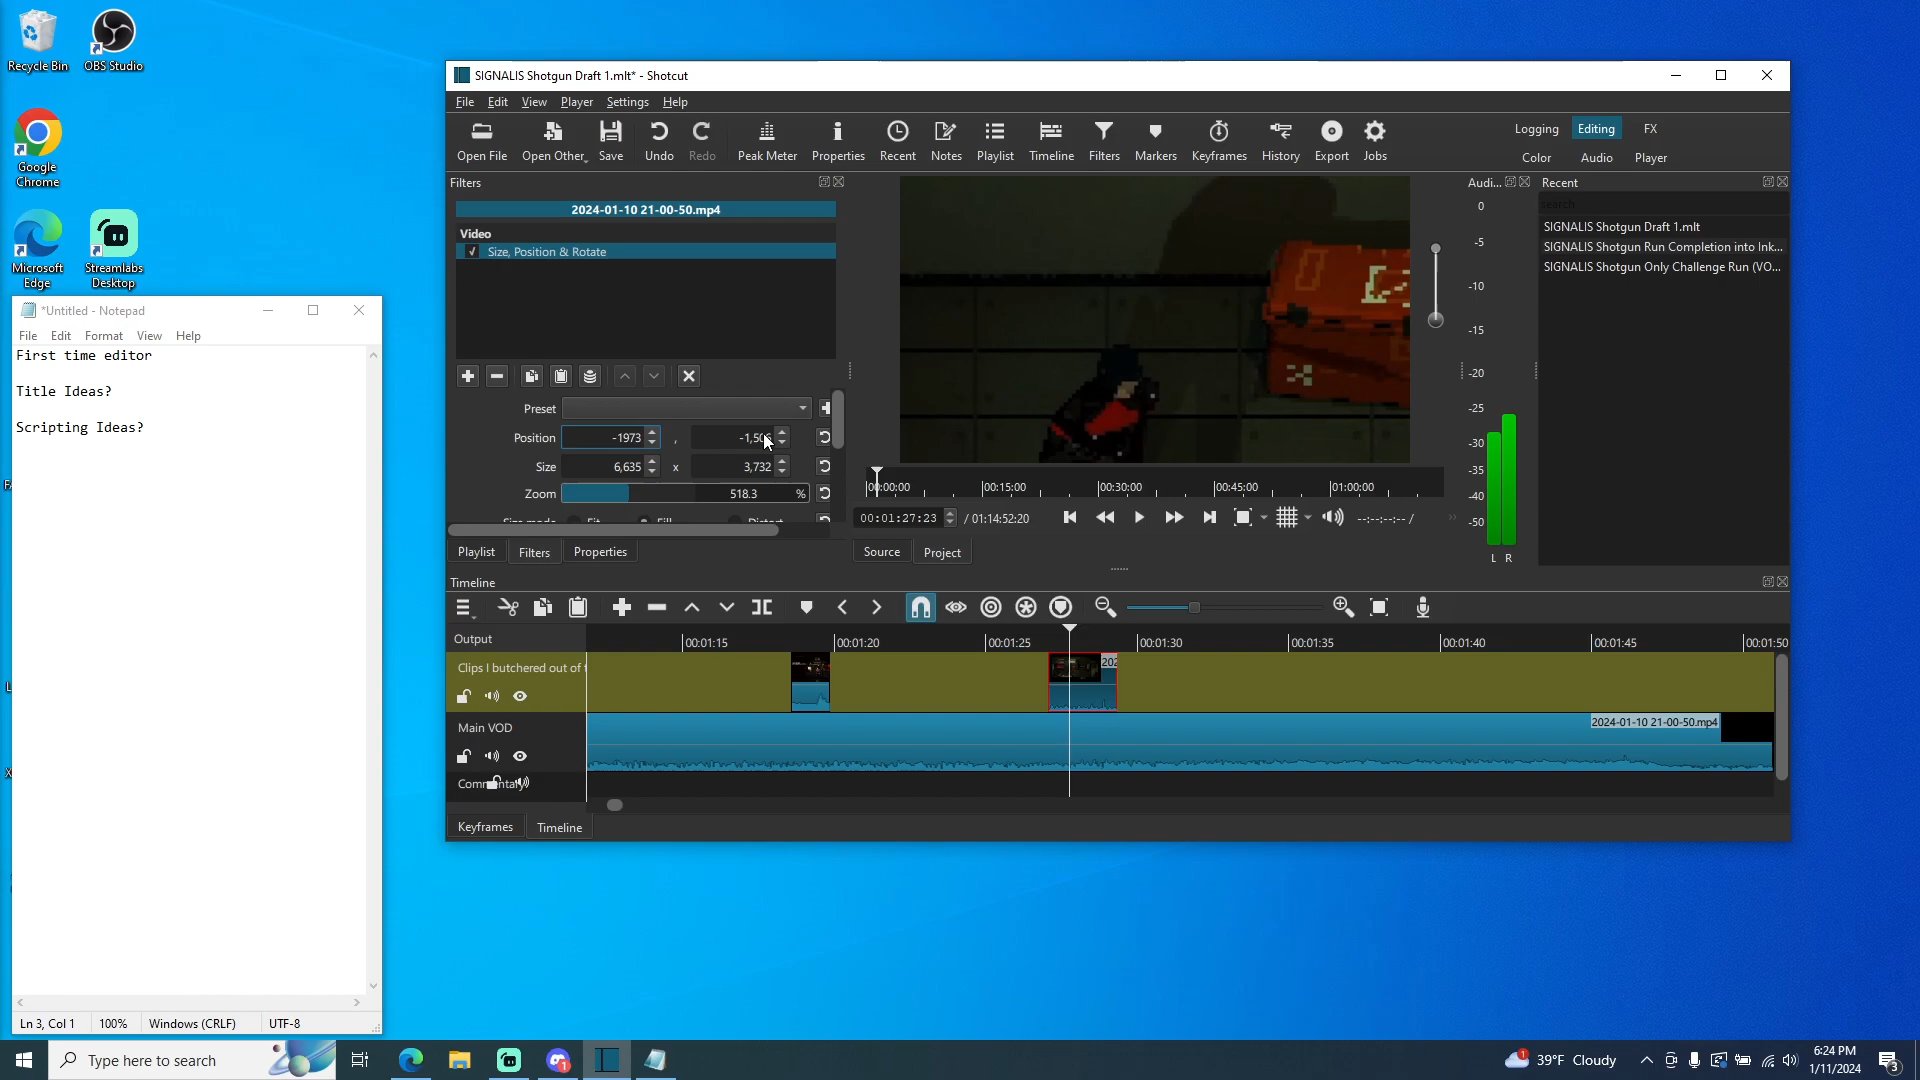 Recycle Bin
OBS Studio
Google
Chrome
Microsoft
Edge
Streamlabs
Desktop
*Untitled - Notepad
File Edit Format View Help
First time editor
Title Ideas?
Scripting Ideas?
Ln 3, Col 1 100% Windows (CRLF) UTF-8
SIGNALIS Shotgun Draft 1.mlt* - Shotcut
File Edit View Player Settings Help
Open File Open Other... Save Undo Redo Peak Meter Properties Recent Notes Playlist Timeline Filters Markers Keyframes History Export Jobs
Logging Editing FX
Color Audio Player
Filters
2024-01-10 21-00-50.mp4
Video
Size, Position & Rotate
Preset
Position -1973 ,
Size 6,635 x 3,732
Zoom 518.3 %
Playlist Filters Properties
00:00:00 00:15:00 00:30:00 00:45:00 01:00:00
00:01:27:23 / 01:14:52:20 --:--:--:-- /
Source Project
Audi...
0
-5
-10
-15
-20
-25
-30
-35
-40
-50
L R
Recent
search
SIGNALIS Shotgun Draft 1.mlt
SIGNALIS Shotgun Run Completion into Ink...
SIGNALIS Shotgun Only Challenge Run (VO...
Timeline
Output
00:01:15 00:01:20 00:01:25 00:01:30 00:01:35 00:01:40 00:01:45 00:01:50
Clips I butchered out of t
202
Main VOD
2024-01-10 21-00-50.mp4
Commentary
Keyframes Timeline
Type here to search
39°F Cloudy
6:24 PM
1/11/2024
3